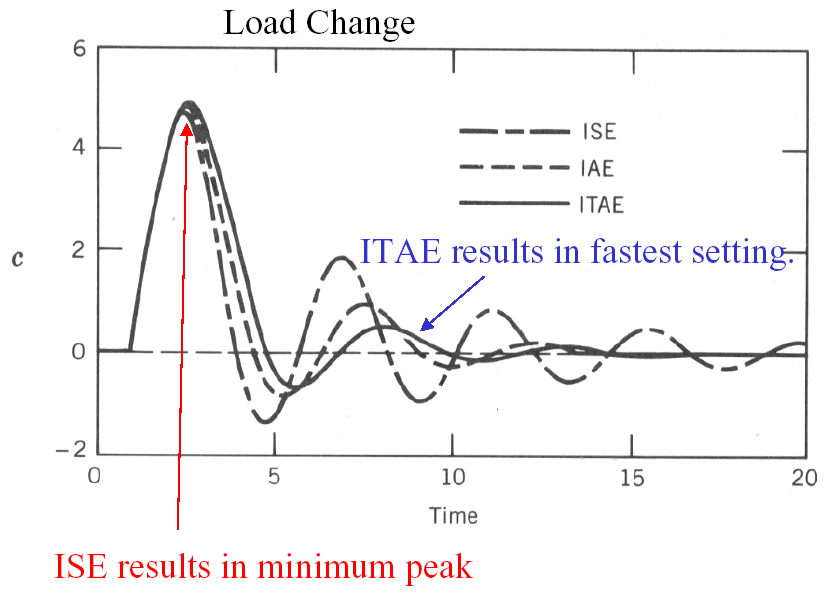 Load Change
6
4
2
0
−2
c
ISE
IAE
ITAE
ITAE results in fastest setting.
0
5
10
15
20
Time
ISE results in minimum peak